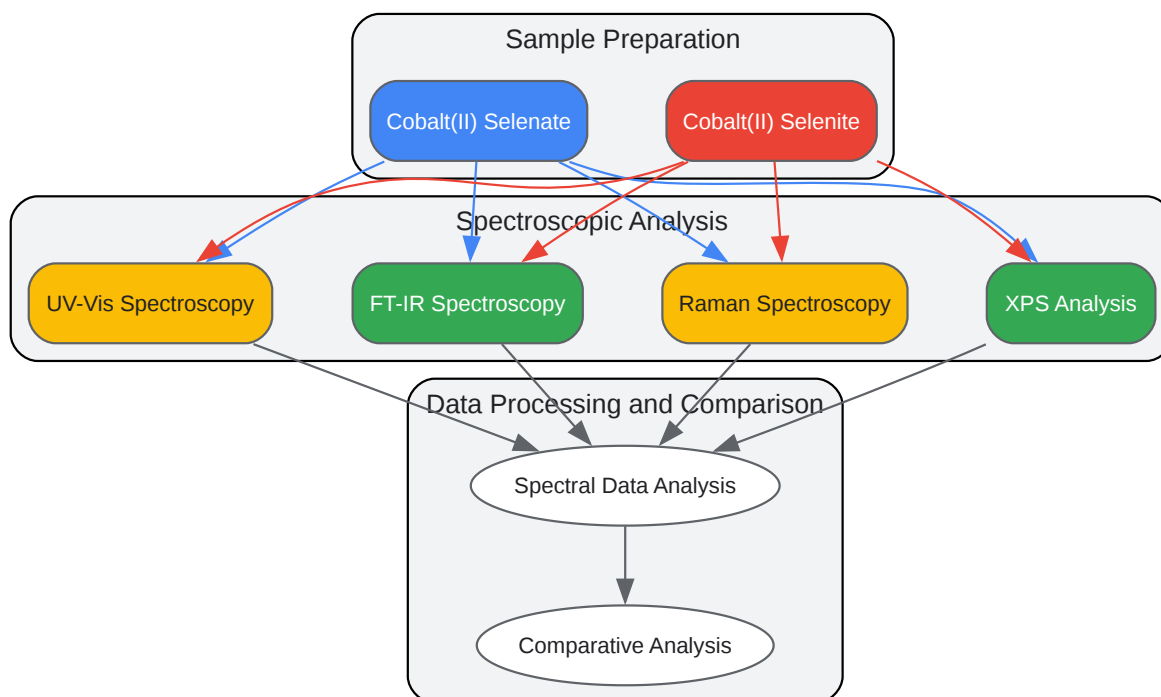 Sample Preparation
Cobalt(II) Selenate
Cobalt(II) Selenite
Spectroscopic Analysis
UV-Vis Spectroscopy
FT-IR Spectroscopy
Raman Spectroscopy
XPS Analysis
Data Processing and Comparison
Spectral Data Analysis
Comparative Analysis